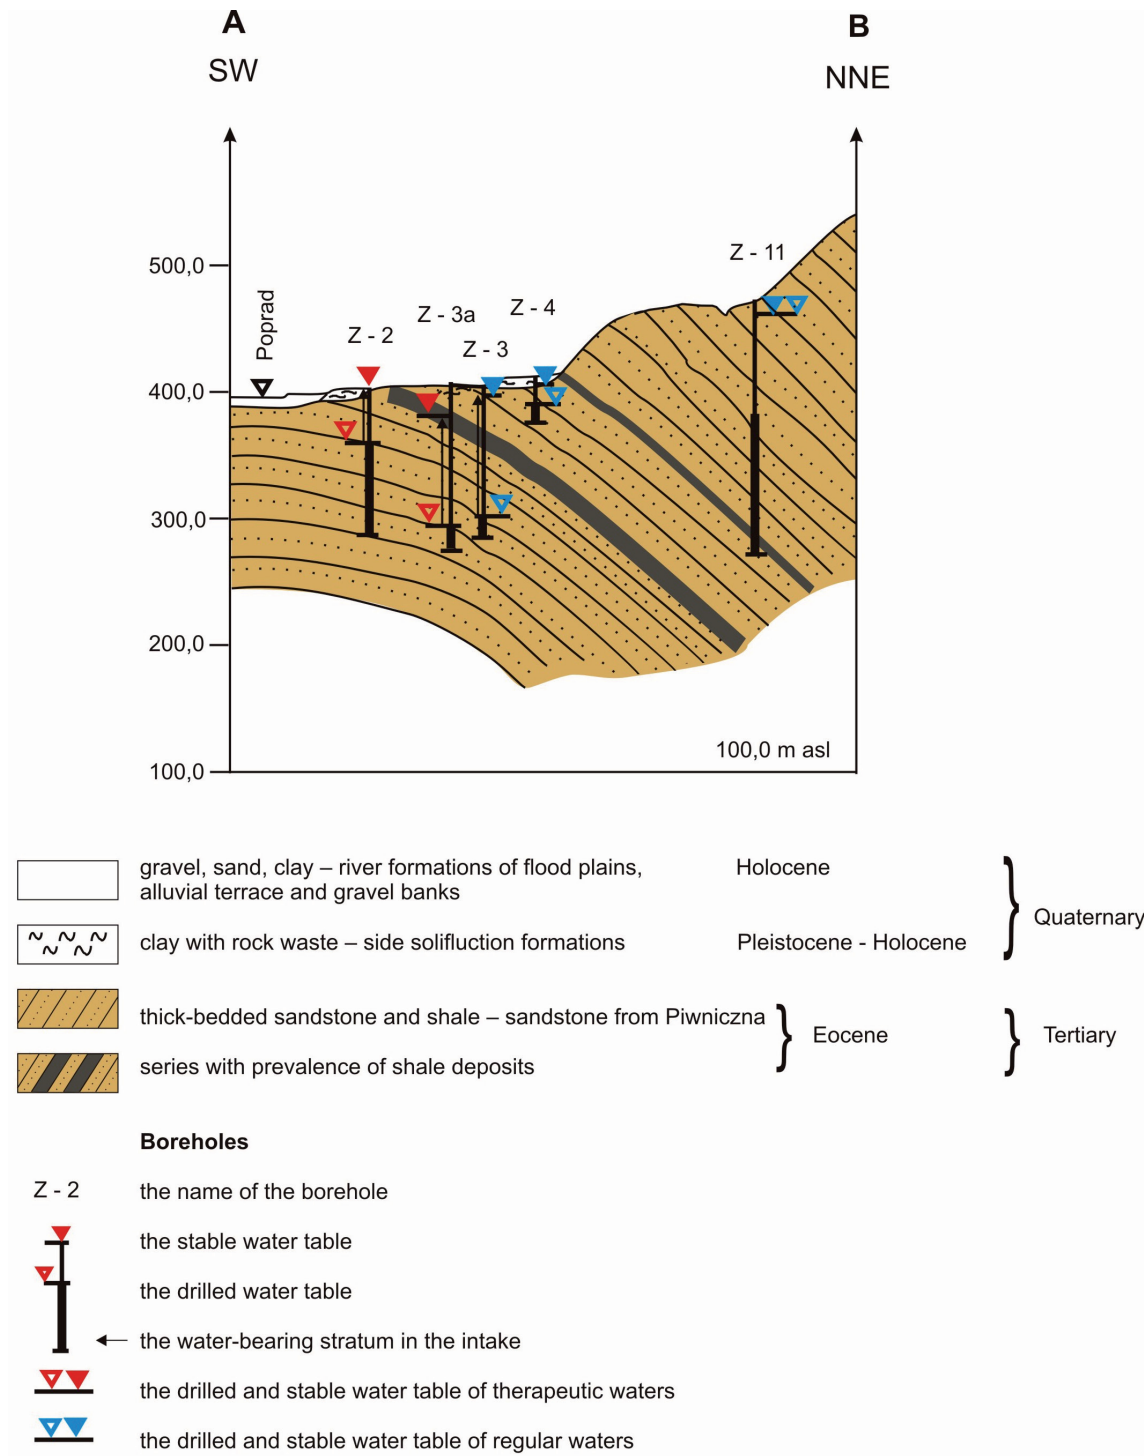 A
B
SW
NNE
500,0
Z - 11
Poprad
Z - 3a
Z - 4
Z - 2
Z - 3
400,0
300,0
200,0
100,0 m asl
100,0
gravel, sand, clay – river formations of flood plains,
alluvial terrace and gravel banks
Holocene
Quaternary
clay with rock waste – side solifluction formations
Pleistocene - Holocene
thick-bedded sandstone and shale – sandstone from Piwniczna
Eocene
Tertiary
series with prevalence of shale deposits
Boreholes
Z - 2
the name of the borehole
the stable water table
the drilled water table
the water-bearing stratum in the intake
the drilled and stable water table of therapeutic waters
the drilled and stable water table of regular waters